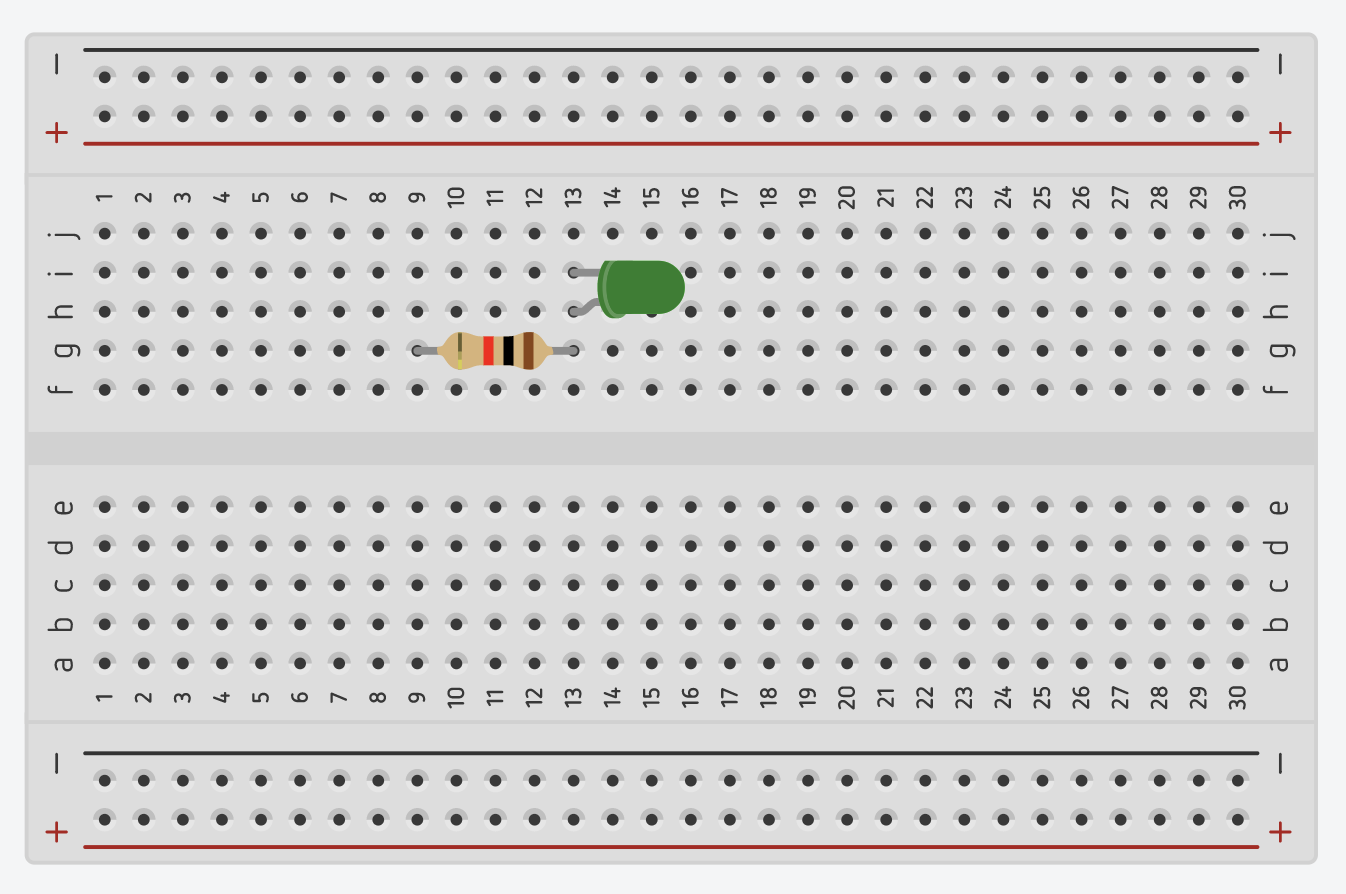 − −
+ +
1 2 3 4 5 6 7 8 9 10 11 12 13 14 15 16 17 18 19 20 21 22 23 24 25 26 27 28 29 30
j j
i i
h h
g g
f f
e e
d d
c c
b b
a a
1 2 3 4 5 6 7 8 9 10 11 12 13 14 15 16 17 18 19 20 21 22 23 24 25 26 27 28 29 30
− −
+ +